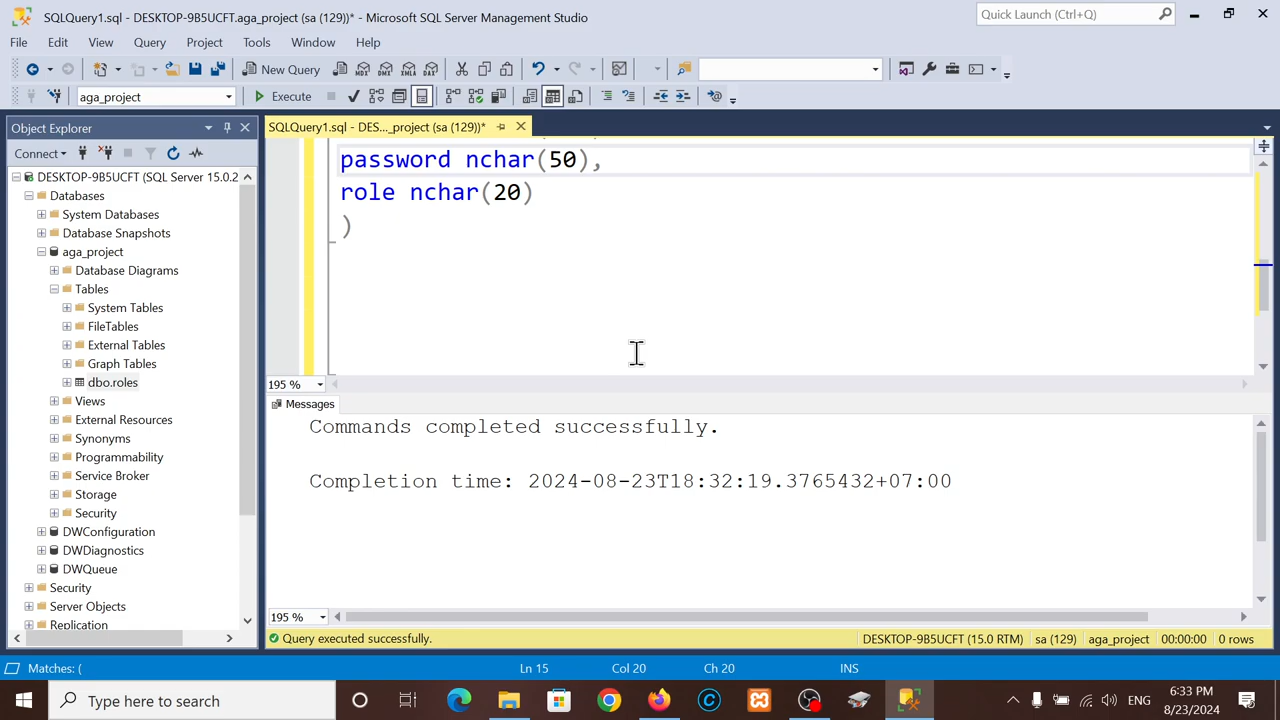 SQLQuery1.sql - DESKTOP-9B5UCFT.aga_project (sa (129))* - Microsoft SQL Server Management Studio
Quick Launch (Ctrl+Q)
File Edit View Query Project Tools Window Help
New Query
MDX DMX XMLA DAX
aga_project
Execute
Object Explorer
SQLQuery1.sql - DES..._project (sa (129))*
Connect
DESKTOP-9B5UCFT (SQL Server 15.0.2
Databases
System Databases
Database Snapshots
aga_project
Database Diagrams
Tables
System Tables
FileTables
External Tables
Graph Tables
dbo.roles
Views
External Resources
Synonyms
Programmability
Service Broker
Storage
Security
DWConfiguration
DWDiagnostics
DWQueue
Security
Server Objects
Replication
password nchar(50),
role nchar(20)
)
195 %
Messages
Commands completed successfully.
Completion time: 2024-08-23T18:32:19.3765432+07:00
195 %
Query executed successfully.
DESKTOP-9B5UCFT (15.0 RTM) sa (129) aga_project 00:00:00 0 rows
Matches: (
Ln 15 Col 20 Ch 20 INS
Type here to search
ENG
6:33 PM
8/23/2024